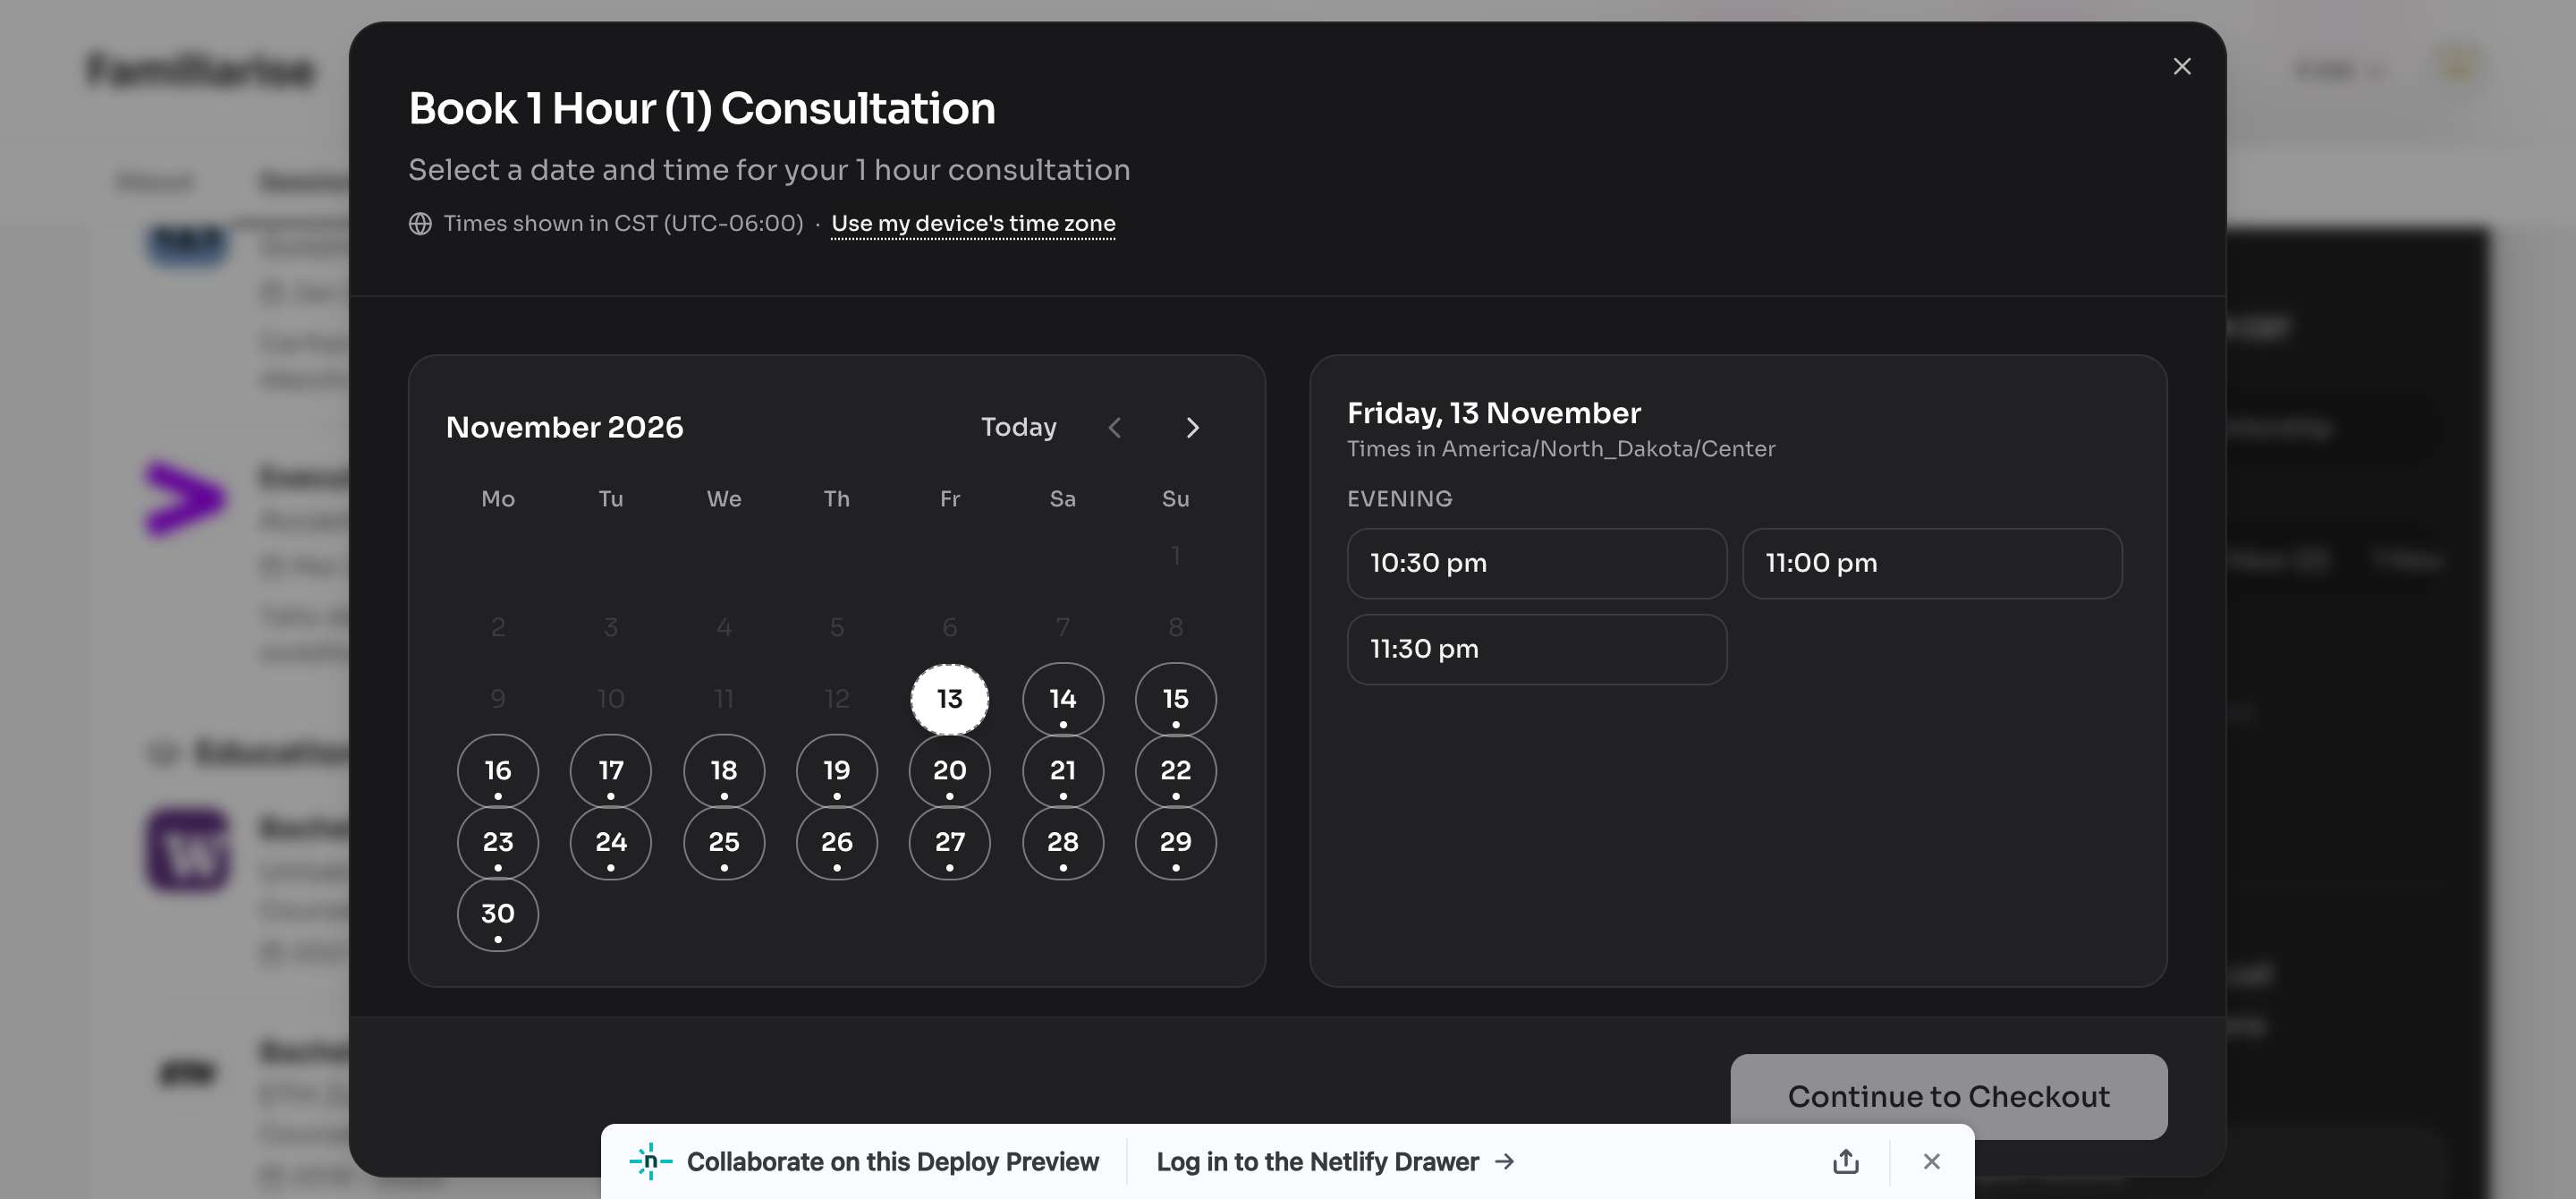 Familiarise
Book 1 Hour (1) Consultation
Select a date and time for your 1 hour consultation
Times shown in CST (UTC-06:00) · Use my device's time zone
About
November 2026
Today
Mo Tu We Th Fr Sa Su
1
2 3 4 5 6 7 8
9 10 11 12 13 14 15
16 17 18 19 20 21 22
23 24 25 26 27 28 29
30
Friday, 13 November
Times in America/North_Dakota/Center
EVENING
10:30 pm 11:00 pm
11:30 pm
Education
Continue to Checkout
Collaborate on this Deploy Preview
Log in to the Netlify Drawer →